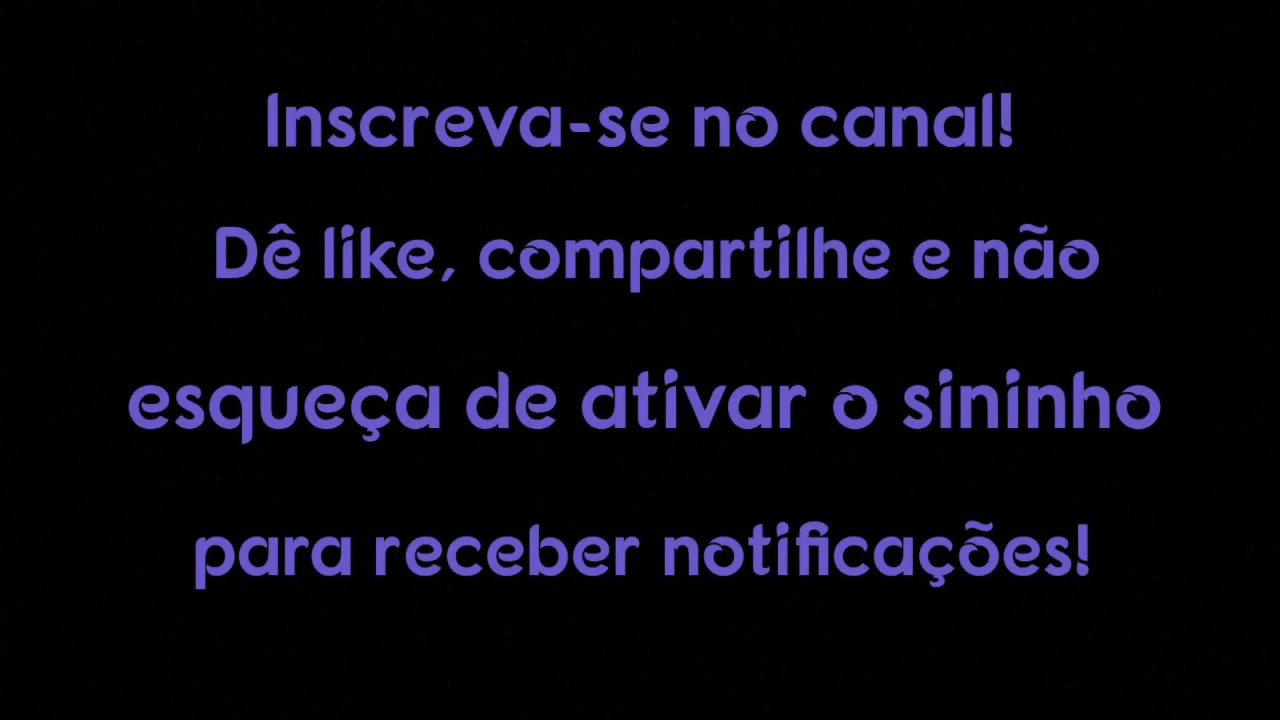 Inscreva-se no canal!
Dê like, compartilhe e não
esqueça de ativar o sininho
para receber notificações!